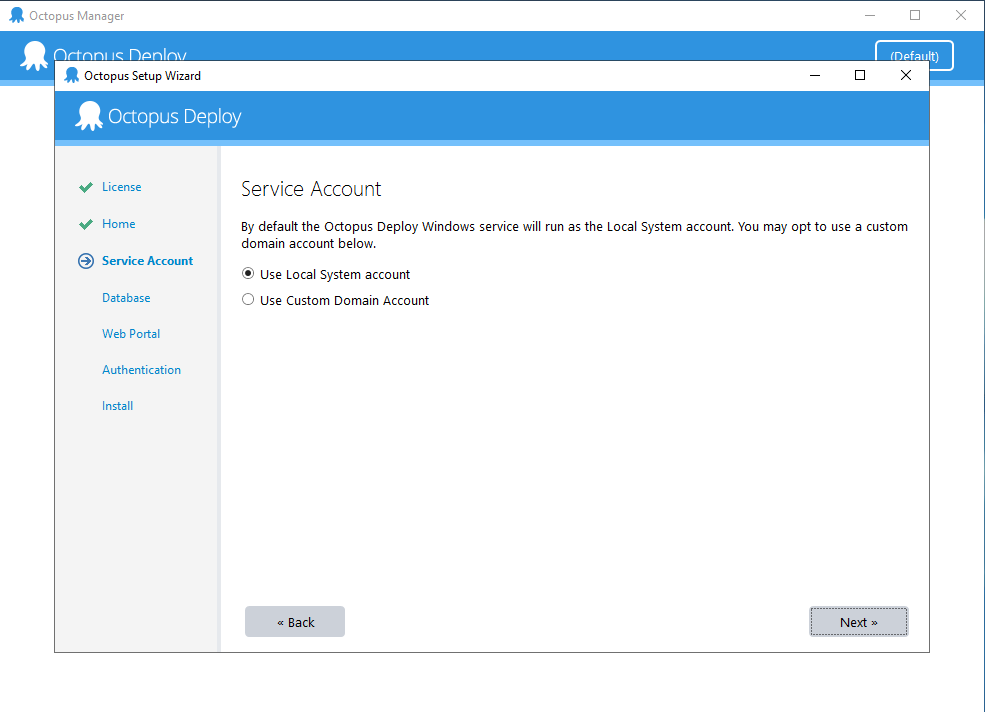 Octopus Manager
Octopus Deploy
(Default)
Octopus Setup Wizard
Octopus Deploy
License
Home
Service Account
Database
Web Portal
Authentication
Install
Service Account
By default the Octopus Deploy Windows service will run as the Local System account. You may opt to use a custom
domain account below.
Use Local System account
Use Custom Domain Account
« Back
Next »